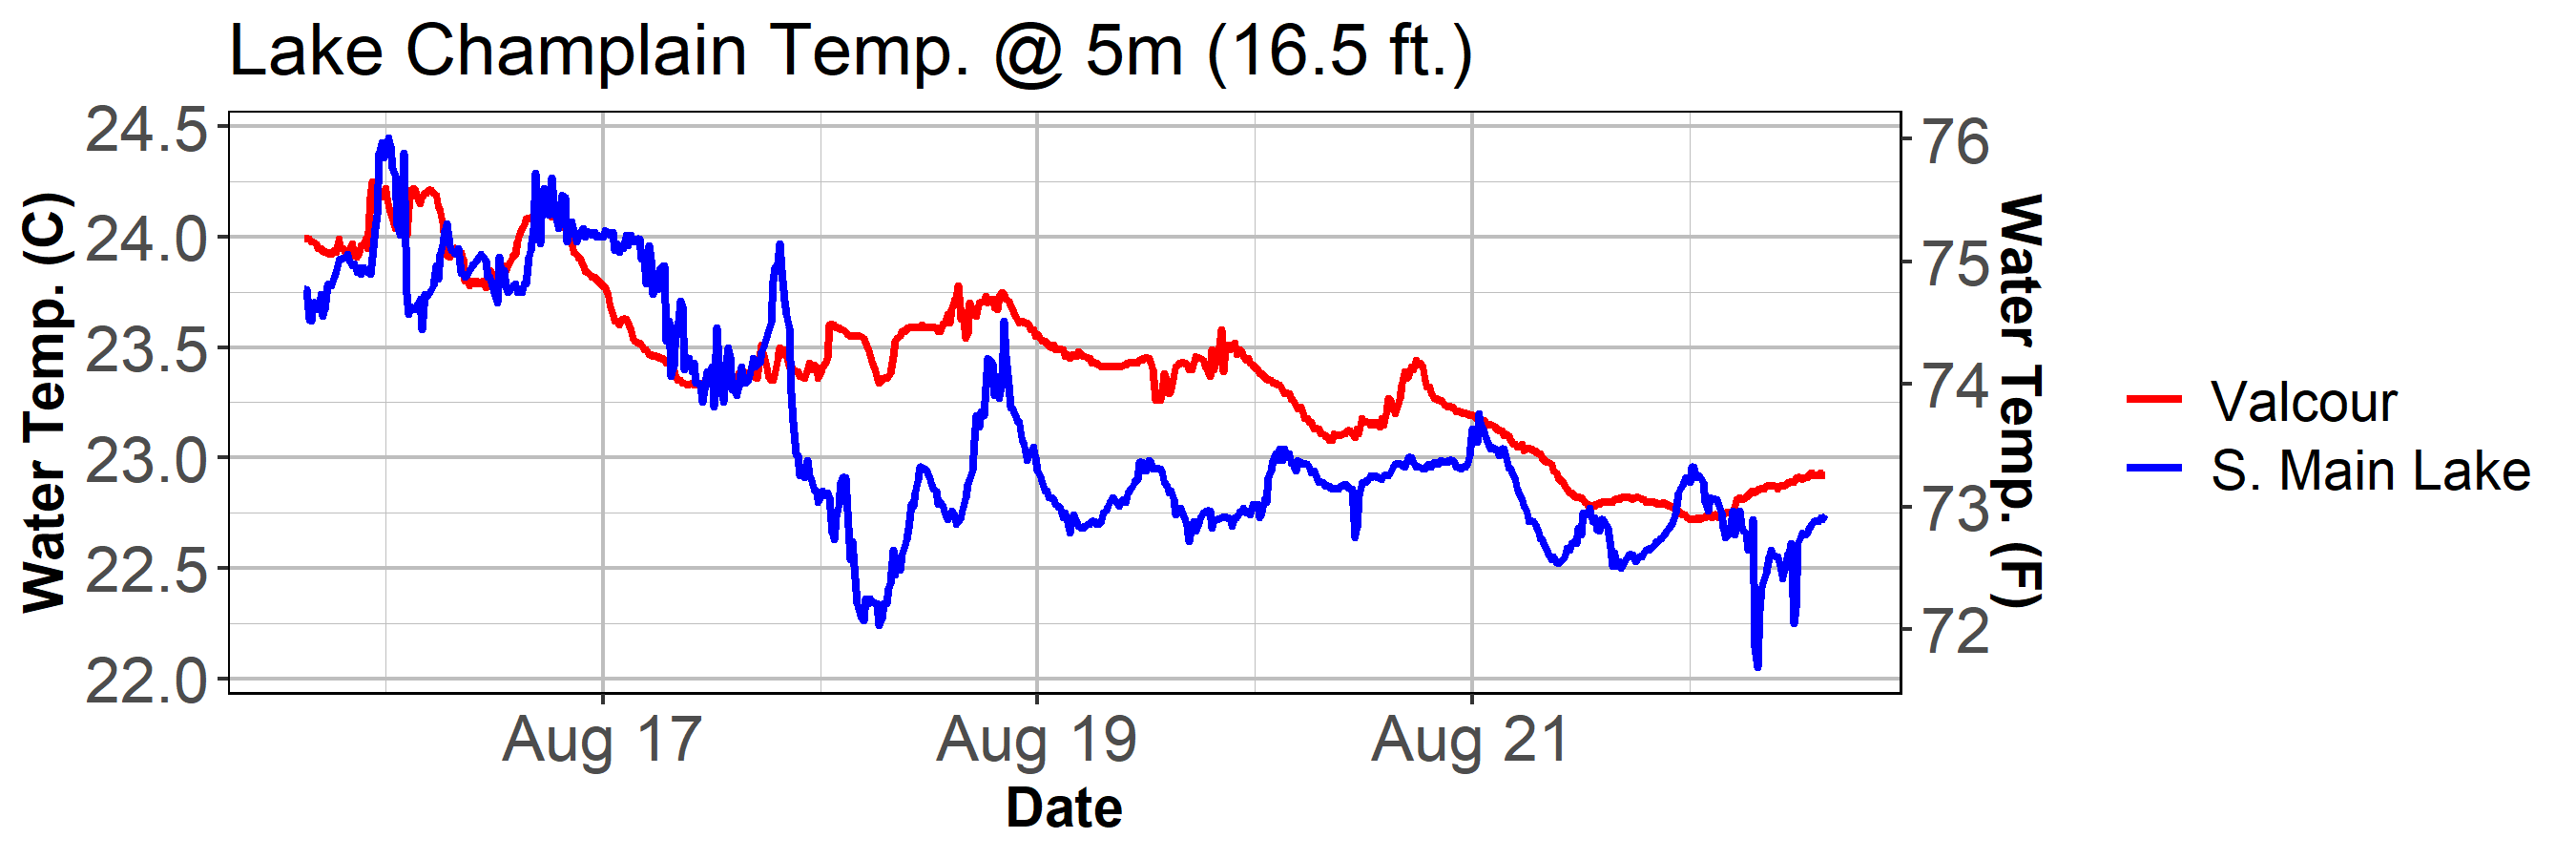 Lake Champlain Temp. @ 5m (16.5 ft.)
Water Temp. (C)
24.5
24.0
23.5
23.0
22.5
22.0
76
75
74
73
72
Water Temp. (F)
Aug 17
Aug 19
Aug 21
Date
Valcour
S. Main Lake